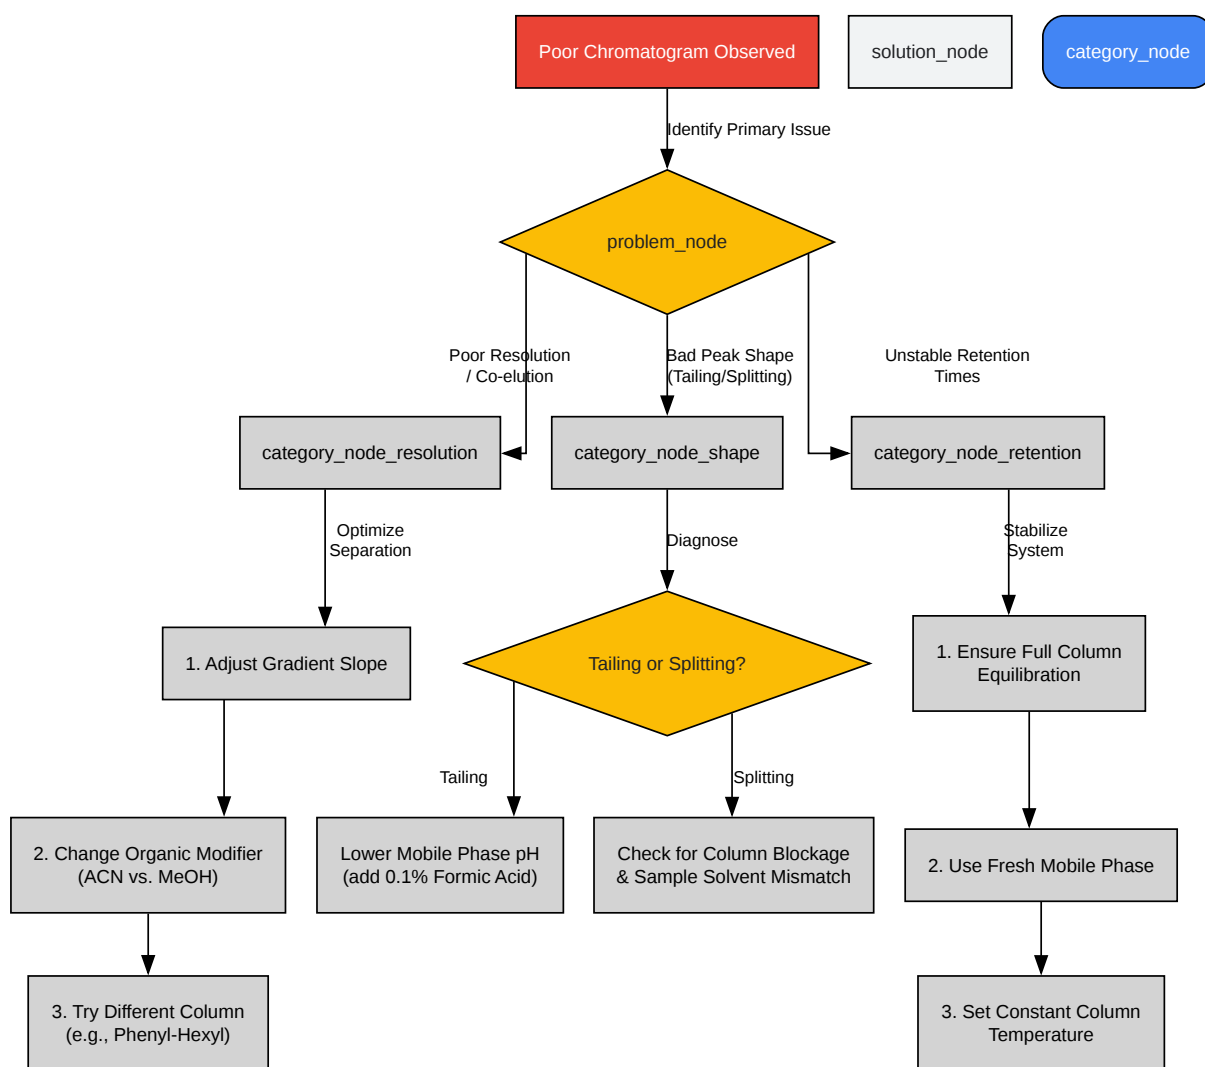 Poor Chromatogram Observed
solution_node
category_node
Identify Primary Issue
problem_node
Poor Resolution
/ Co-elution
Bad Peak Shape
(Tailing/Splitting)
Unstable Retention
Times
category_node_resolution
category_node_shape
category_node_retention
Optimize
Separation
Diagnose
Stabilize
System
1. Adjust Gradient Slope
Tailing or Splitting?
1. Ensure Full Column
Equilibration
Tailing
Splitting
2. Change Organic Modifier
(ACN vs. MeOH)
Lower Mobile Phase pH
(add 0.1% Formic Acid)
Check for Column Blockage
& Sample Solvent Mismatch
2. Use Fresh Mobile Phase
3. Try Different Column
(e.g., Phenyl-Hexyl)
3. Set Constant Column
Temperature